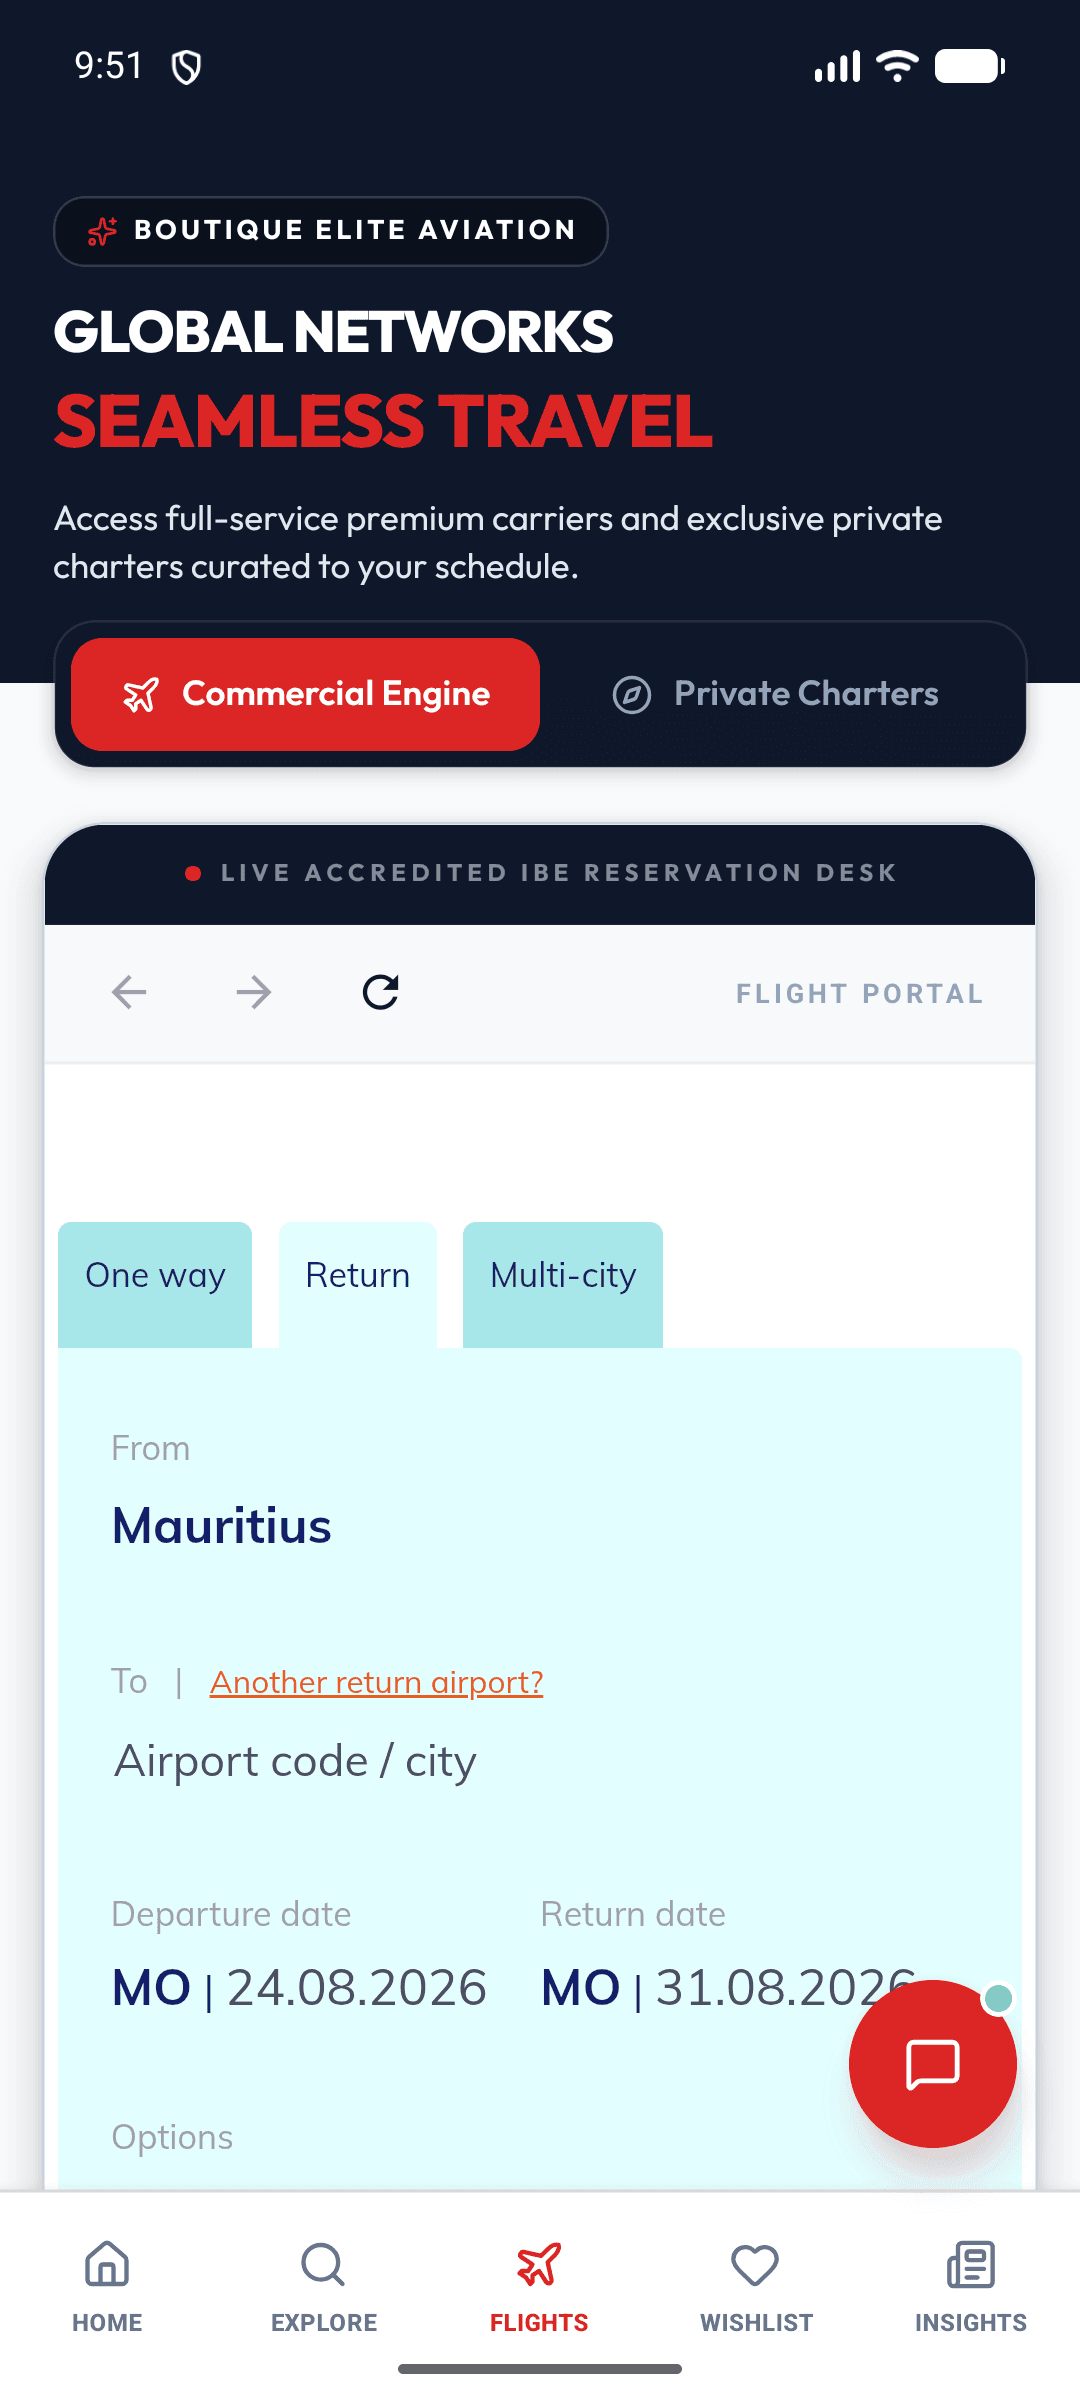 9:51
BOUTIQUE ELITE AVIATION
GLOBAL NETWORKS
SEAMLESS TRAVEL
Access full-service premium carriers and exclusive private
charters curated to your schedule.
Commercial Engine
Private Charters
LIVE ACCREDITED IBE RESERVATION DESK
FLIGHT PORTAL
One way
Return
Multi-city
From
Mauritius
To | Another return airport?
Airport code / city
Departure date
Return date
MO | 24.08.2026
MO | 31.08.2026
Options
HOME
EXPLORE
FLIGHTS
WISHLIST
INSIGHTS